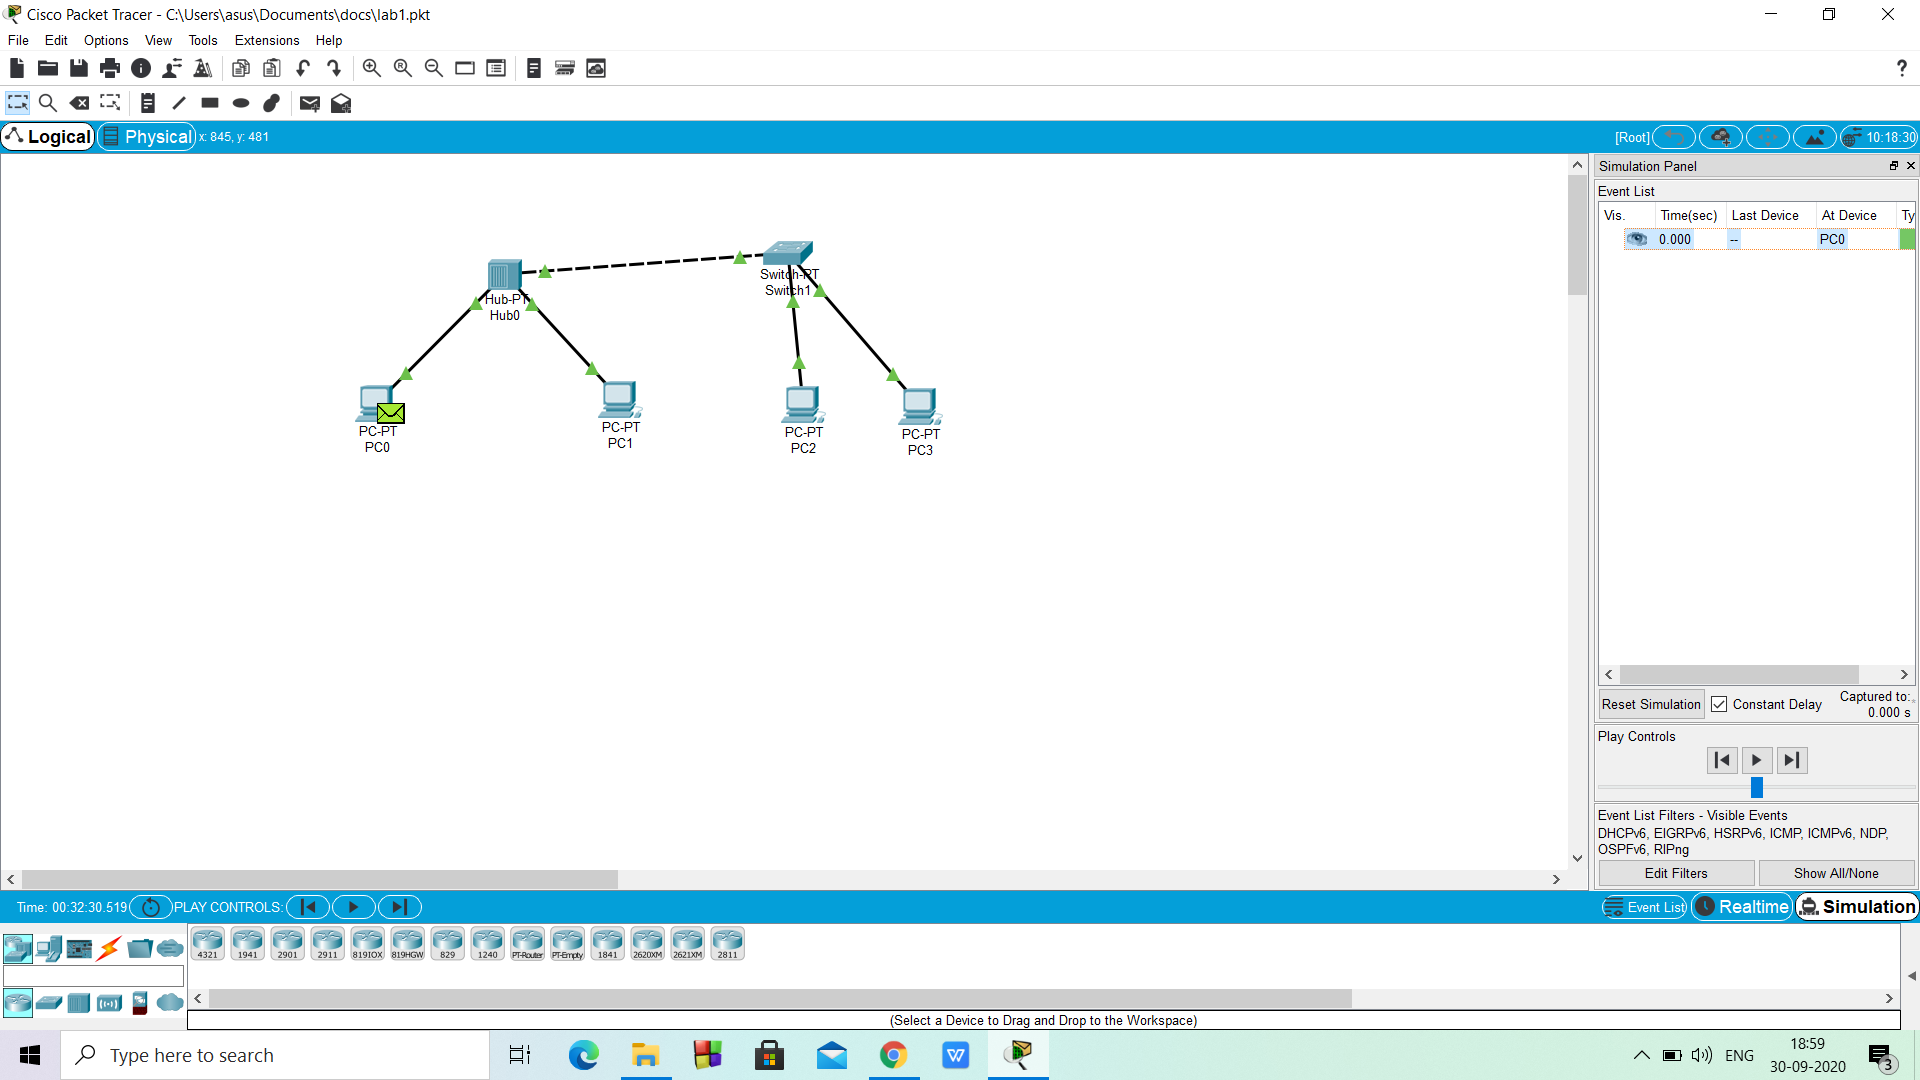 Cisco Packet Tracer - C:\Users\asus\Documents\docs\lab1.pkt
File Edit Options View Tools Extensions Help
?
Logical Physical x: 845, y: 481 [Root] 10:18:30
Simulation Panel
Event List
Vis. Time(sec) Last Device At Device Ty
0.000 -- PC0
Switch-PT
Switch1
Hub-PT
Hub0
PC-PT
PC0
PC-PT
PC1
PC-PT
PC2
PC-PT
PC3
Reset Simulation Constant Delay Captured to:
0.000 s
Play Controls
Event List Filters - Visible Events
DHCPv6, EIGRPv6, HSRPv6, ICMP, ICMPv6, NDP,
OSPFv6, RIPng
Edit Filters Show All/None
Time: 00:32:30.519 PLAY CONTROLS: Event List Realtime Simulation
4321 1941 2901 2911 819IOX 819HGW 829 1240 PT-Router PT-Empty 1841 2620XM 2621XM 2811
(Select a Device to Drag and Drop to the Workspace)
Type here to search
ENG
18:59
30-09-2020
3